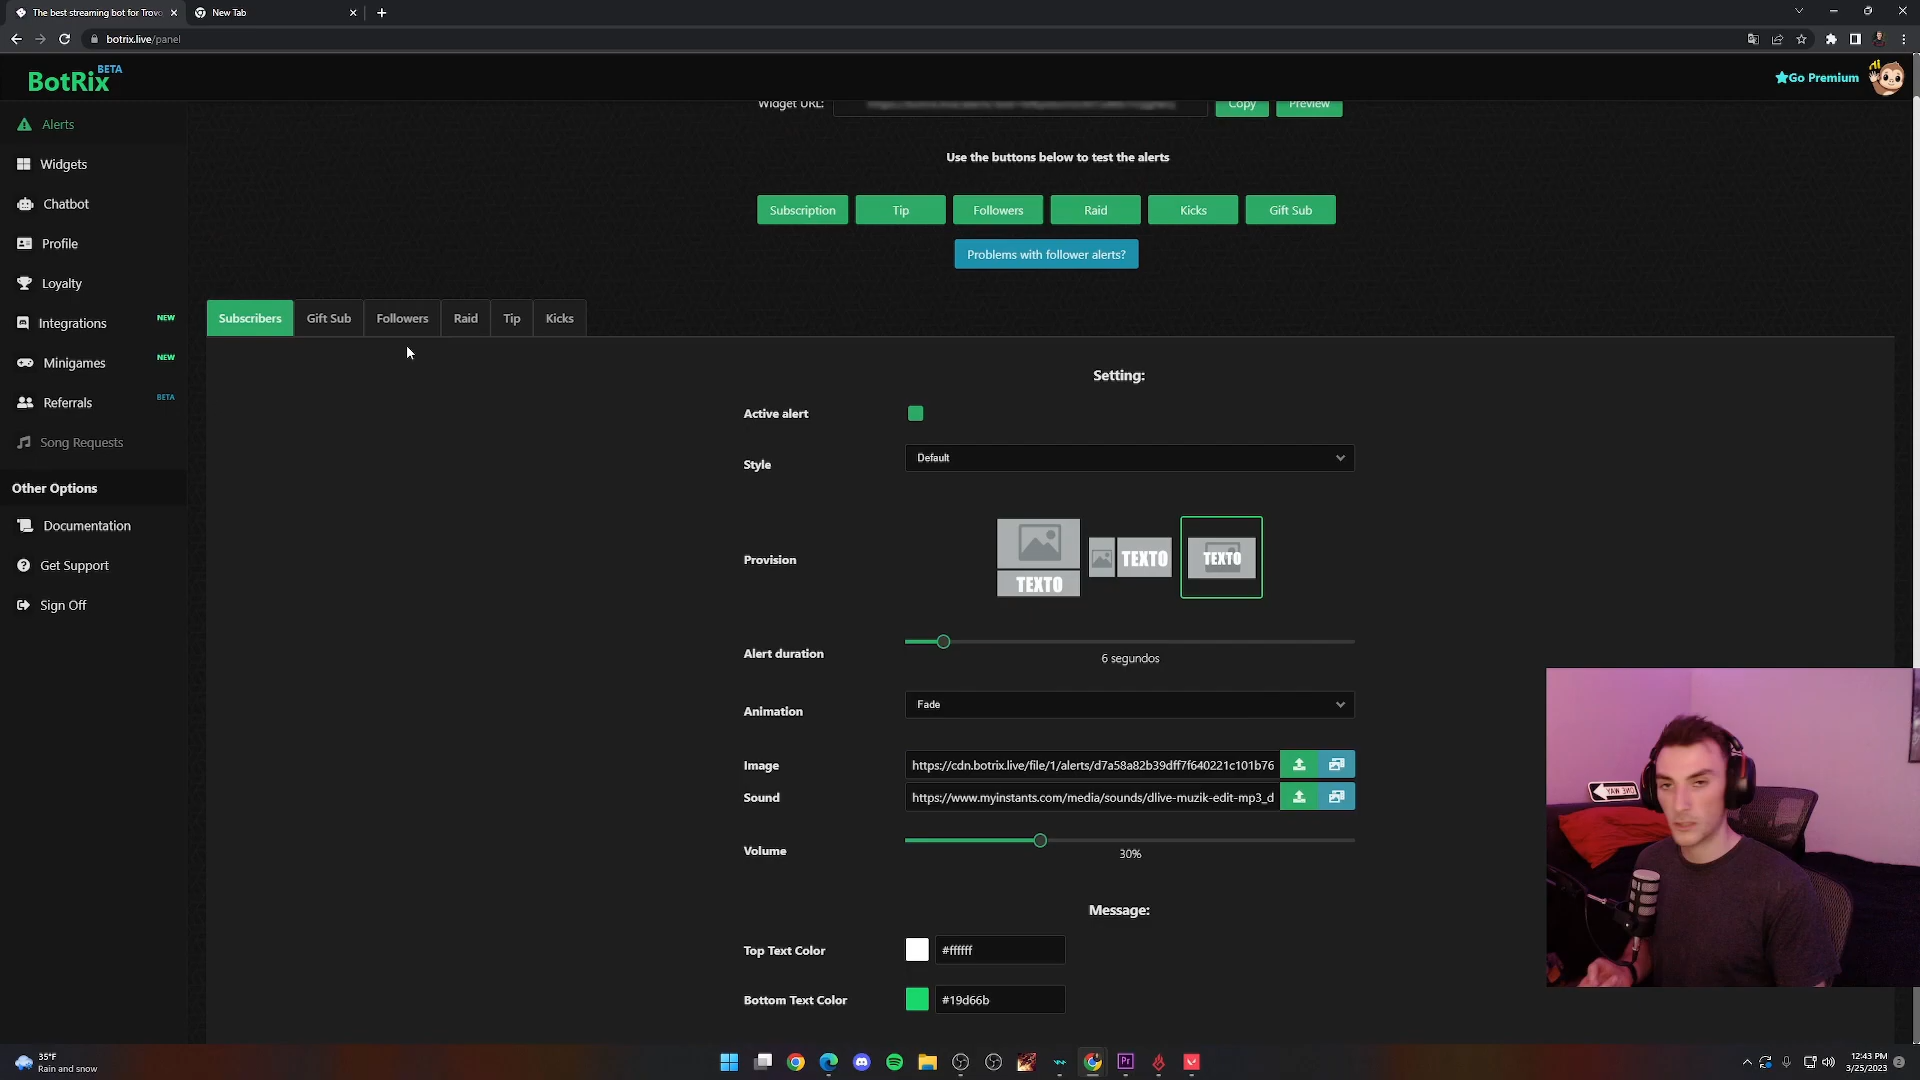 The best streaming bot for Trovo
New Tab
botrix.live/panel
BotRix
BETA
Go Premium
Widget URL:
Copy
Preview
Alerts
Widgets
Chatbot
Profile
Loyalty
Integrations
NEW
Minigames
NEW
Referrals
BETA
Song Requests
Other Options
Documentation
Get Support
Sign Off
Use the buttons below to test the alerts
Subscription
Tip
Followers
Raid
Kicks
Gift Sub
Problems with follower alerts?
Subscribers
Gift Sub
Followers
Raid
Tip
Kicks
Setting:
Active alert
Style
Default
Provision
TEXTO
TEXTO
TEXTO
Alert duration
6 segundos
Animation
Fade
Image
https://cdn.botrix.live/file/1/alerts/d7a58a82b39dff7f640221c101b76
Sound
https://www.myinstants.com/media/sounds/dlive-muzik-edit-mp3_d
Volume
30%
Message:
Top Text Color
#ffffff
Bottom Text Color
#19d66b
ONE WAY
35°F
Rain and snow
Pr
12:43 PM
3/25/2023
2